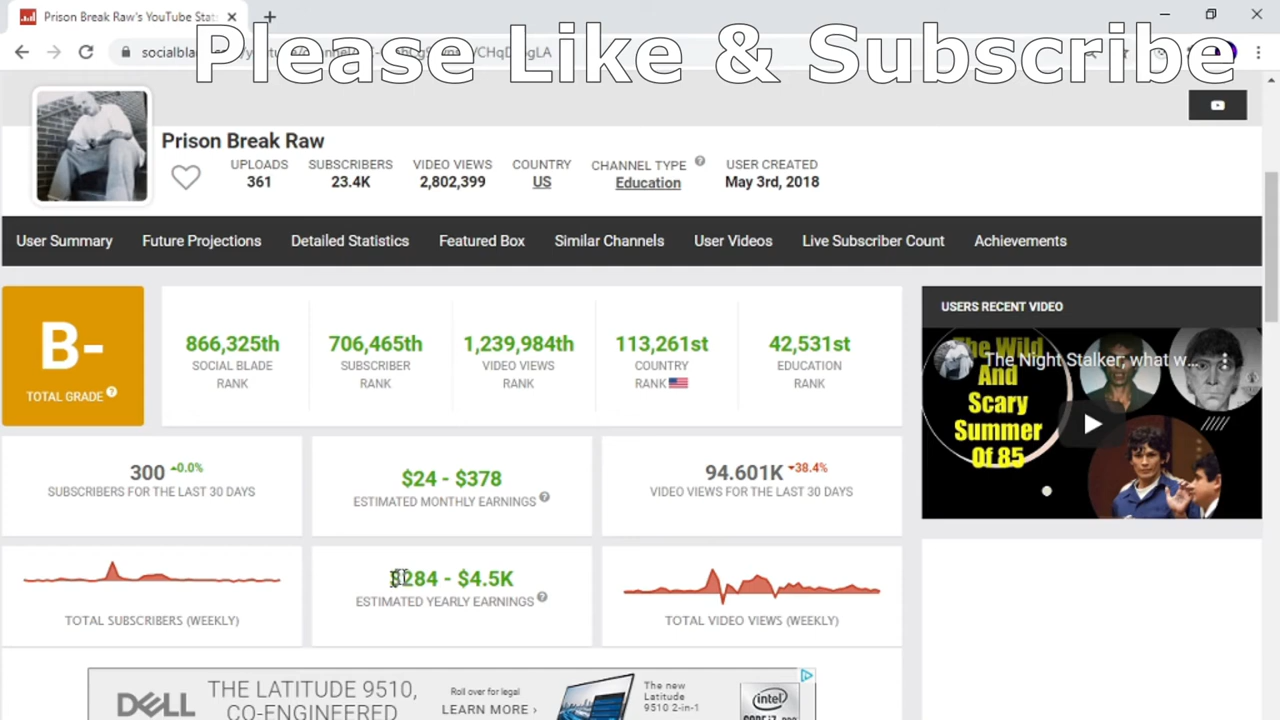 Prison Break Raw's YouTube Stat
Please Like & Subscribe
socialbla
Prison Break Raw
UPLOADS
361
SUBSCRIBERS
23.4K
VIDEO VIEWS
2,802,399
COUNTRY
US
CHANNEL TYPE
Education
USER CREATED
May 3rd, 2018
User Summary
Future Projections
Detailed Statistics
Featured Box
Similar Channels
User Videos
Live Subscriber Count
Achievements
B-
TOTAL GRADE
866,325th
SOCIAL BLADE
RANK
706,465th
SUBSCRIBER
RANK
1,239,984th
VIDEO VIEWS
RANK
113,261st
COUNTRY
RANK
42,531st
EDUCATION
RANK
USERS RECENT VIDEO
The Night Stalker; what w...
The Wild
And
Scary
Summer
Of 85
300 0.0%
SUBSCRIBERS FOR THE LAST 30 DAYS
$24 - $378
ESTIMATED MONTHLY EARNINGS
94.601K 38.4%
VIDEO VIEWS FOR THE LAST 30 DAYS
TOTAL SUBSCRIBERS (WEEKLY)
$284 - $4.5K
ESTIMATED YEARLY EARNINGS
TOTAL VIDEO VIEWS (WEEKLY)
DELL
THE LATITUDE 9510,
CO-ENGINEERED
Roll over for legal
LEARN MORE ›
The new
Latitude
9510 2-in-1
intel